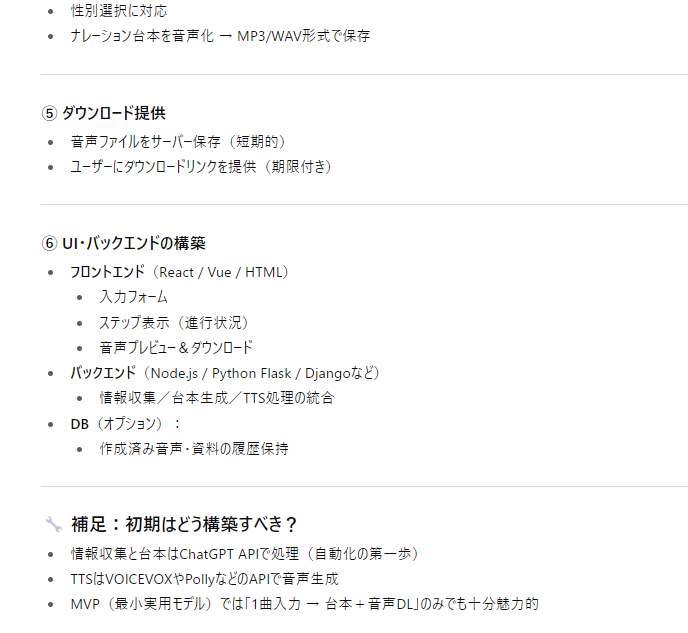 性別選択に対応
ナレーション台本を音声化 → MP3/WAV形式で保存
⑤ ダウンロード提供
音声ファイルをサーバー保存（短期的）
ユーザーにダウンロードリンクを提供（期限付き）
⑥ UI・バックエンドの構築
フロントエンド（React / Vue / HTML）
入力フォーム
ステップ表示（進行状況）
音声プレビュー＆ダウンロード
バックエンド（Node.js / Python Flask / Djangoなど）
情報収集／台本生成／TTS処理の統合
DB（オプション）：
作成済み音声・資料の履歴保持
🔧 補足：初期はどう構築すべき？
情報収集と台本はChatGPT APIで処理（自動化の第一歩）
TTSはVOICEVOXやPollyなどのAPIで音声生成
MVP（最小実用モデル）では「1曲入力 → 台本＋音声DL」のみでも十分魅力的